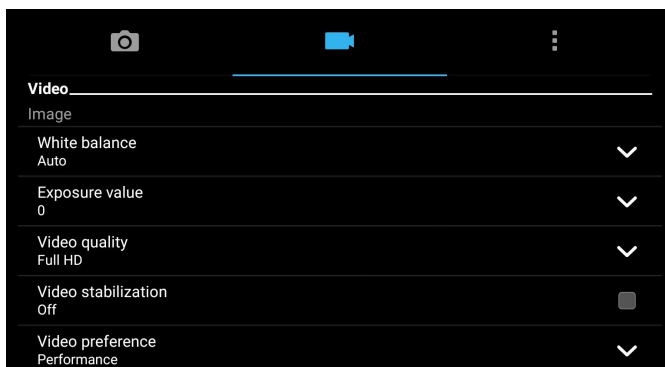 Video
Image
White balance
Auto
Exposure value
0
Video quality
Full HD
Video stabilization
Off
Video preference
Performance